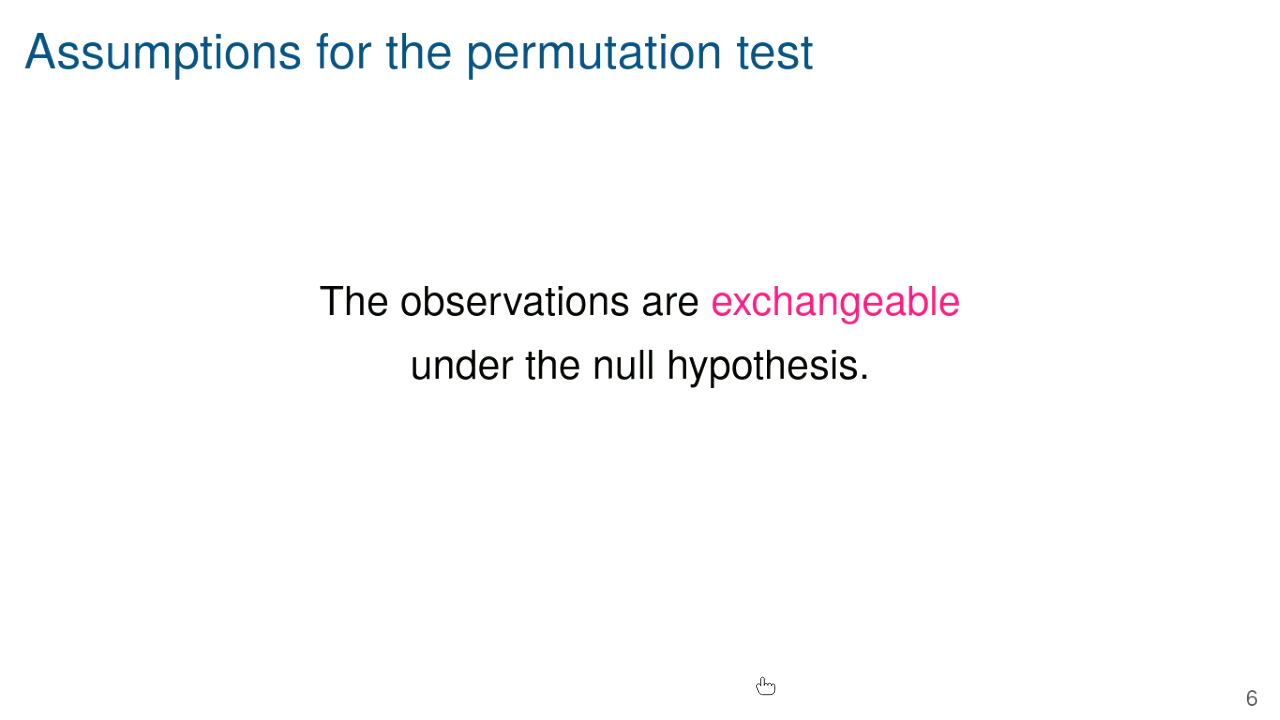 Assumptions for the permutation test
The observations are exchangeable
under the null hypothesis.
6